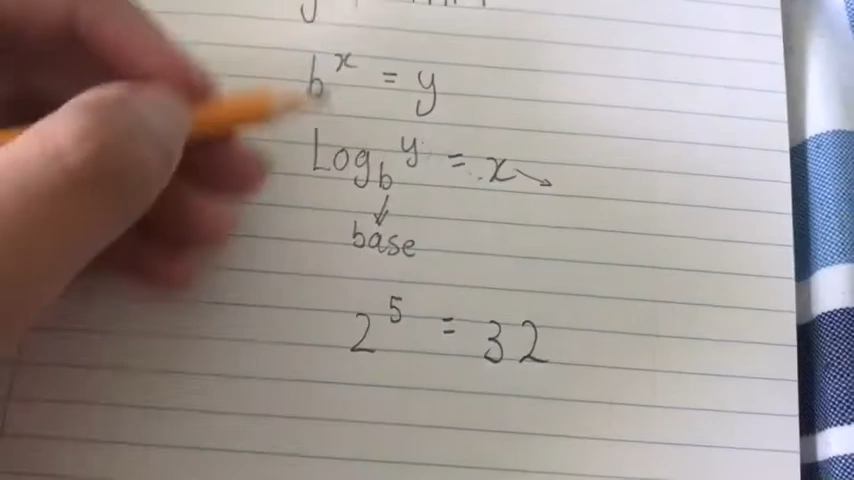 b^x = y
Log_b y = x
base
2^5 = 32